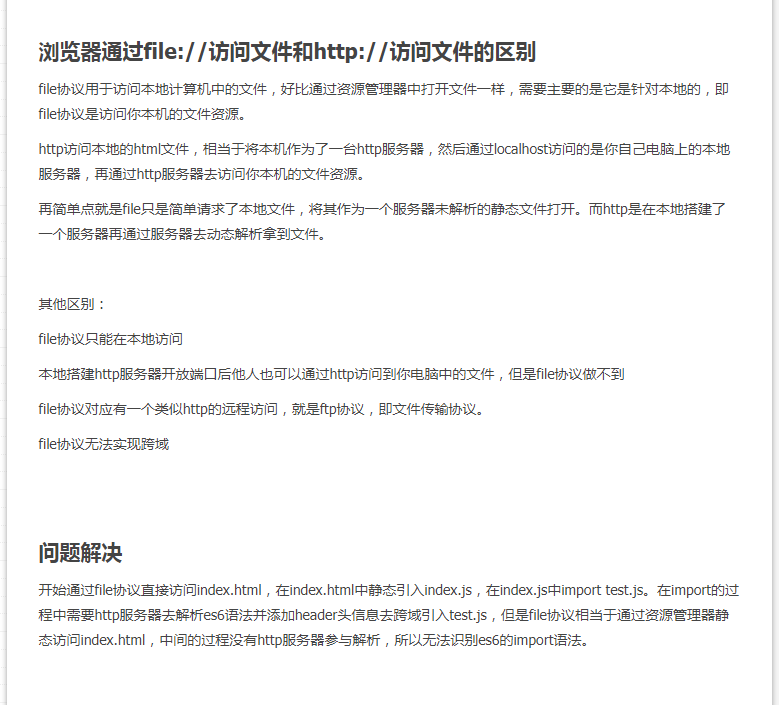 浏览器通过file://访问文件和http://访问文件的区别
file协议用于访问本地计算机中的文件，好比通过资源管理器中打开文件一样，需要主要的是它是针对本地的，即
file协议是访问你本机的文件资源。
http访问本地的html文件，相当于将本机作为了一台http服务器，然后通过localhost访问的是你自己电脑上的本地
服务器，再通过http服务器去访问你本机的文件资源。
再简单点就是file只是简单请求了本地文件，将其作为一个服务器未解析的静态文件打开。而http是在本地搭建了
一个服务器再通过服务器去动态解析拿到文件。
其他区别：
file协议只能在本地访问
本地搭建http服务器开放端口后他人也可以通过http访问到你电脑中的文件，但是file协议做不到
file协议对应有一个类似http的远程访问，就是ftp协议，即文件传输协议。
file协议无法实现跨域
问题解决
开始通过file协议直接访问index.html，在index.html中静态引入index.js，在index.js中import test.js。在import的过
程中需要http服务器去解析es6语法并添加header头信息去跨域引入test.js，但是file协议相当于通过资源管理器静
态访问index.html，中间的过程没有http服务器参与解析，所以无法识别es6的import语法。